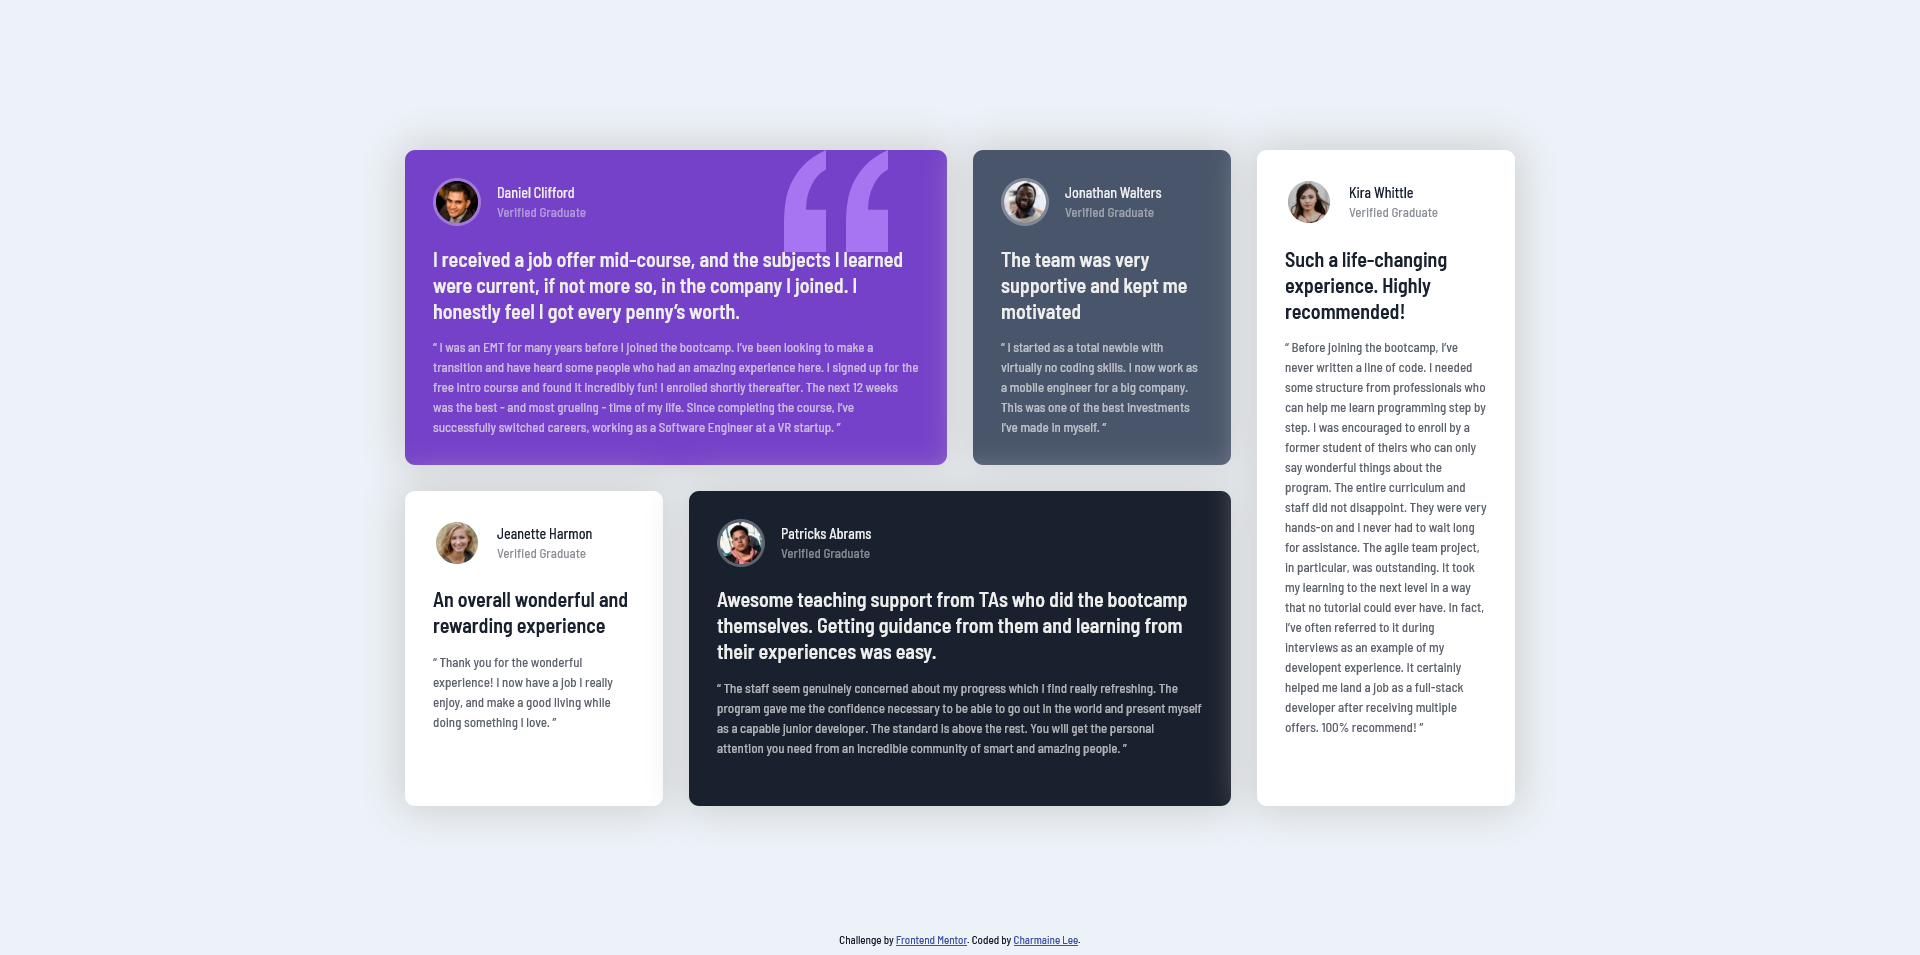 Daniel Clifford
Verified Graduate
I received a job offer mid-course, and the subjects I learned
were current, if not more so, in the company I joined. I
honestly feel I got every penny’s worth.
“ I was an EMT for many years before I joined the bootcamp. I’ve been looking to make a
transition and have heard some people who had an amazing experience here. I signed up for the
free intro course and found it incredibly fun! I enrolled shortly thereafter. The next 12 weeks
was the best - and most grueling - time of my life. Since completing the course, I’ve
successfully switched careers, working as a Software Engineer at a VR startup. ”
Jonathan Walters
Verified Graduate
The team was very
supportive and kept me
motivated
“ I started as a total newbie with
virtually no coding skills. I now work as
a mobile engineer for a big company.
This was one of the best investments
I’ve made in myself. ”
Kira Whittle
Verified Graduate
Such a life-changing
experience. Highly
recommended!
“ Before joining the bootcamp, I’ve
never written a line of code. I needed
some structure from professionals who
can help me learn programming step by
step. I was encouraged to enroll by a
former student of theirs who can only
say wonderful things about the
program. The entire curriculum and
staff did not disappoint. They were very
hands-on and I never had to wait long
for assistance. The agile team project,
in particular, was outstanding. It took
my learning to the next level in a way
that no tutorial could ever have. In fact,
I’ve often referred to it during
interviews as an example of my
developent experience. It certainly
helped me land a job as a full-stack
developer after receiving multiple
offers. 100% recommend! ”
Jeanette Harmon
Verified Graduate
An overall wonderful and
rewarding experience
“ Thank you for the wonderful
experience! I now have a job I really
enjoy, and make a good living while
doing something I love. ”
Patricks Abrams
Verified Graduate
Awesome teaching support from TAs who did the bootcamp
themselves. Getting guidance from them and learning from
their experiences was easy.
“ The staff seem genuinely concerned about my progress which I find really refreshing. The
program gave me the confidence necessary to be able to go out in the world and present myself
as a capable junior developer. The standard is above the rest. You will get the personal
attention you need from an incredible community of smart and amazing people. ”
Challenge by Frontend Mentor. Coded by Charmaine Lee.